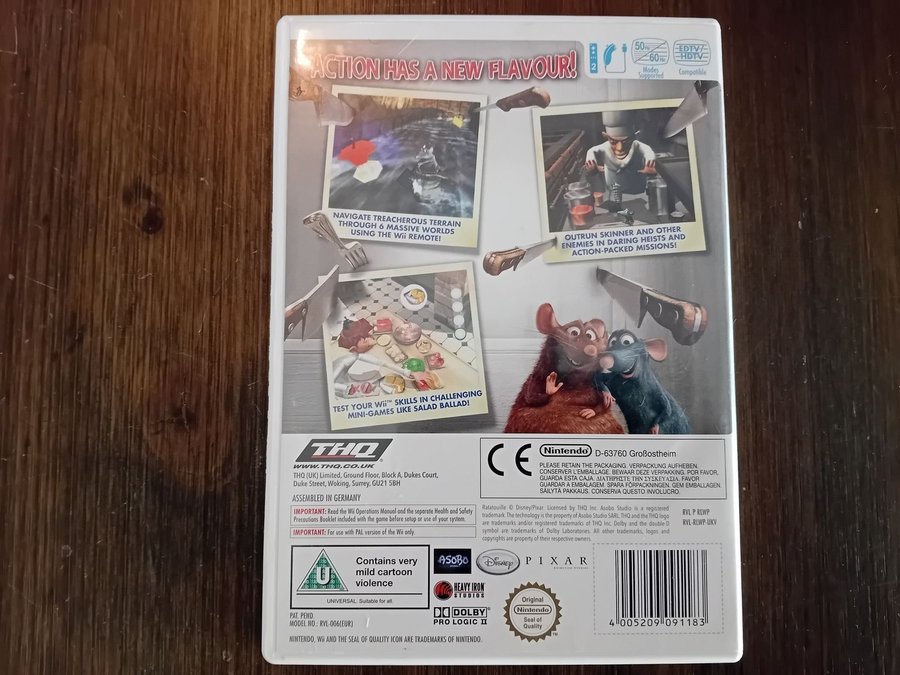 ACTION HAS A NEW FLAVOUR!
2
50Hz
60Hz
Modes
Supported
EDTV/
HDTV
Compatible
NAVIGATE TREACHEROUS TERRAIN
THROUGH 6 MASSIVE WORLDS
USING THE Wii REMOTE!
OUTRUN SKINNER AND OTHER
ENEMIES IN DARING HEISTS AND
ACTION-PACKED MISSIONS!
TEST YOUR Wii™ SKILLS IN CHALLENGING
MINI-GAMES LIKE SALAD BALLAD!
THQ
WWW.THQ.CO.UK
THQ (UK) Limited, Ground Floor, Block A, Dukes Court,
Duke Street, Woking, Surrey, GU21 5BH
ASSEMBLED IN GERMANY
IMPORTANT: Read the Wii Operations Manual and the separate Health and Safety
Precautions Booklet included with the game before setup or use of your system.
IMPORTANT: For use with PAL version of the Wii only.
CE
Nintendo D-63760 Großostheim
PLEASE RETAIN THE PACKAGING. VERPACKUNG AUFHEBEN.
CONSERVER L'EMBALLAGE. BEWAAR DEZE VERPAKKING. POR FAVOR,
GUARDA ESTA CAJA. ΔΙΑΤΗΡΗΣΤΕ ΤΗΝ ΣΥΣΚΕΥΑΣΙΑ. FAVOR
GUARDAR A EMBALAGEM. SPARA FÖRPACKNINGEN. GEM EMBALLAGEN.
SÄILYTÄ PAKKAUS. CONSERVA QUESTO INVOLUCRO.
Ratatouille © Disney/Pixar. Licensed by THQ Inc. Asobo Studio is a registered
trademark and the technology is the property of Asobo Studio SARL. THQ and the THQ logo
are trademarks and/or registered trademarks of THQ Inc. Dolby and the double D
symbol are trademarks of Dolby Laboratories. All other trademarks, logos and
copyrights are property of their respective owners.
RVL P RLWP
RVL-RLWP-UKV
U
Contains very
mild cartoon
violence
UNIVERSAL Suitable for all.
ASOBO
STUDIO
Disney
PIXAR
HEAVY IRON
STUDIOS
DOLBY
PRO LOGIC II
Original
Nintendo
Seal of
Quality
4 005209 091183
PAT. PEND.
MODEL NO.: RVL-006(EUR)
NINTENDO, Wii AND THE SEAL OF QUALITY ICON ARE TRADEMARKS OF NINTENDO.